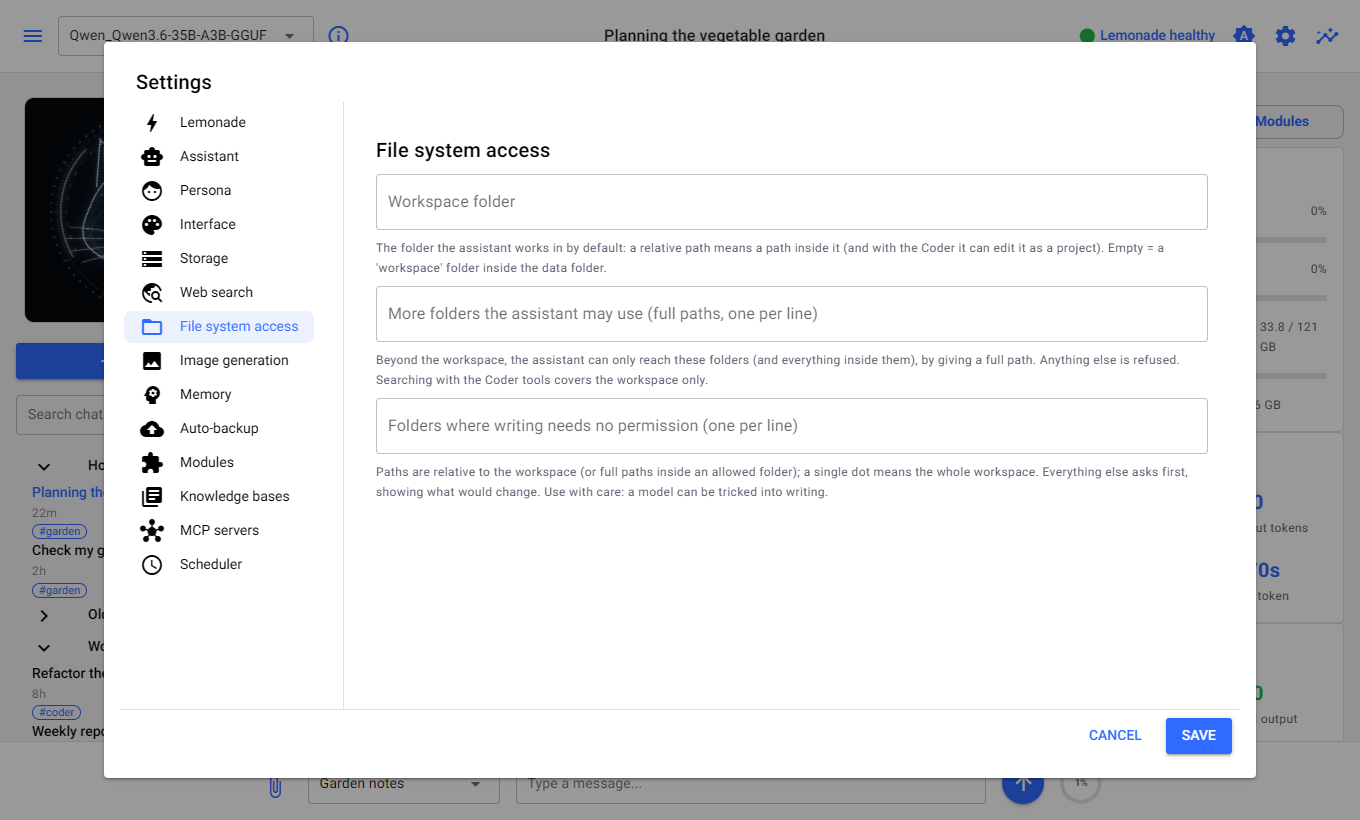 Qwen_Qwen3.6-35B-A3B-GGUF
Planning the vegetable garden
Lemonade healthy
Settings
Lemonade
Assistant
Persona
Interface
Storage
Web search
File system access
Image generation
Memory
Auto-backup
Modules
Knowledge bases
MCP servers
Scheduler
File system access
Workspace folder
The folder the assistant works in by default: a relative path means a path inside it (and with the Coder it can edit it as a project). Empty = a
'workspace' folder inside the data folder.
More folders the assistant may use (full paths, one per line)
Beyond the workspace, the assistant can only reach these folders (and everything inside them), by giving a full path. Anything else is refused.
Searching with the Coder tools covers the workspace only.
Folders where writing needs no permission (one per line)
Paths are relative to the workspace (or full paths inside an allowed folder); a single dot means the whole workspace. Everything else asks first,
showing what would change. Use with care: a model can be tricked into writing.
CANCEL
SAVE
Search chat
Planning the
22m
#garden
Check my g
2h
#garden
Refactor the
8h
#coder
Weekly repo
Modules
0%
0%
33.8 / 121
GB
GB
tokens
token
output
Garden notes
Type a message...
1%